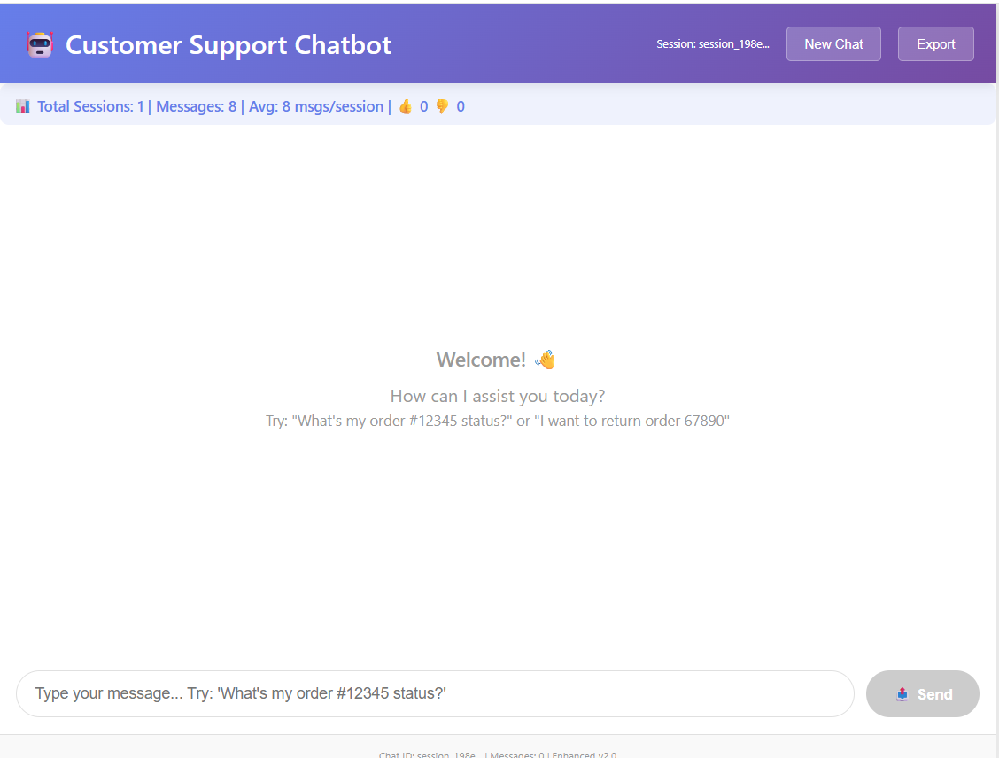 🤖 Customer Support Chatbot
Session: session_198e...
New Chat
Export
📊 Total Sessions: 1 | Messages: 8 | Avg: 8 msgs/session | 👍 0 👎 0
Welcome! 👋
How can I assist you today?
Try: "What's my order #12345 status?" or "I want to return order 67890"
Type your message... Try: 'What's my order #12345 status?'
📤 Send
Chat ID: session_198e... | Messages: 0 | Enhanced v2.0